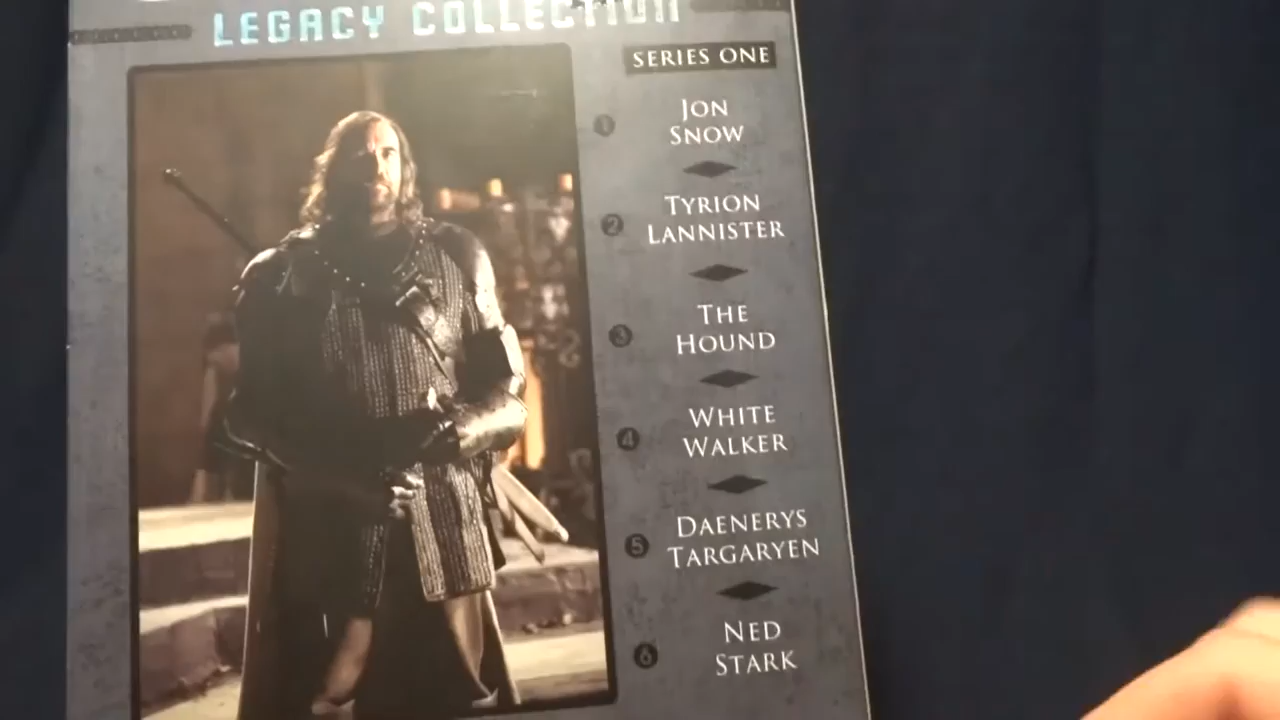 LEGACY COLLECTION
SERIES ONE
1
JON
SNOW
2
TYRION
LANNISTER
3
THE
HOUND
4
WHITE
WALKER
5
DAENERYS
TARGARYEN
6
NED
STARK